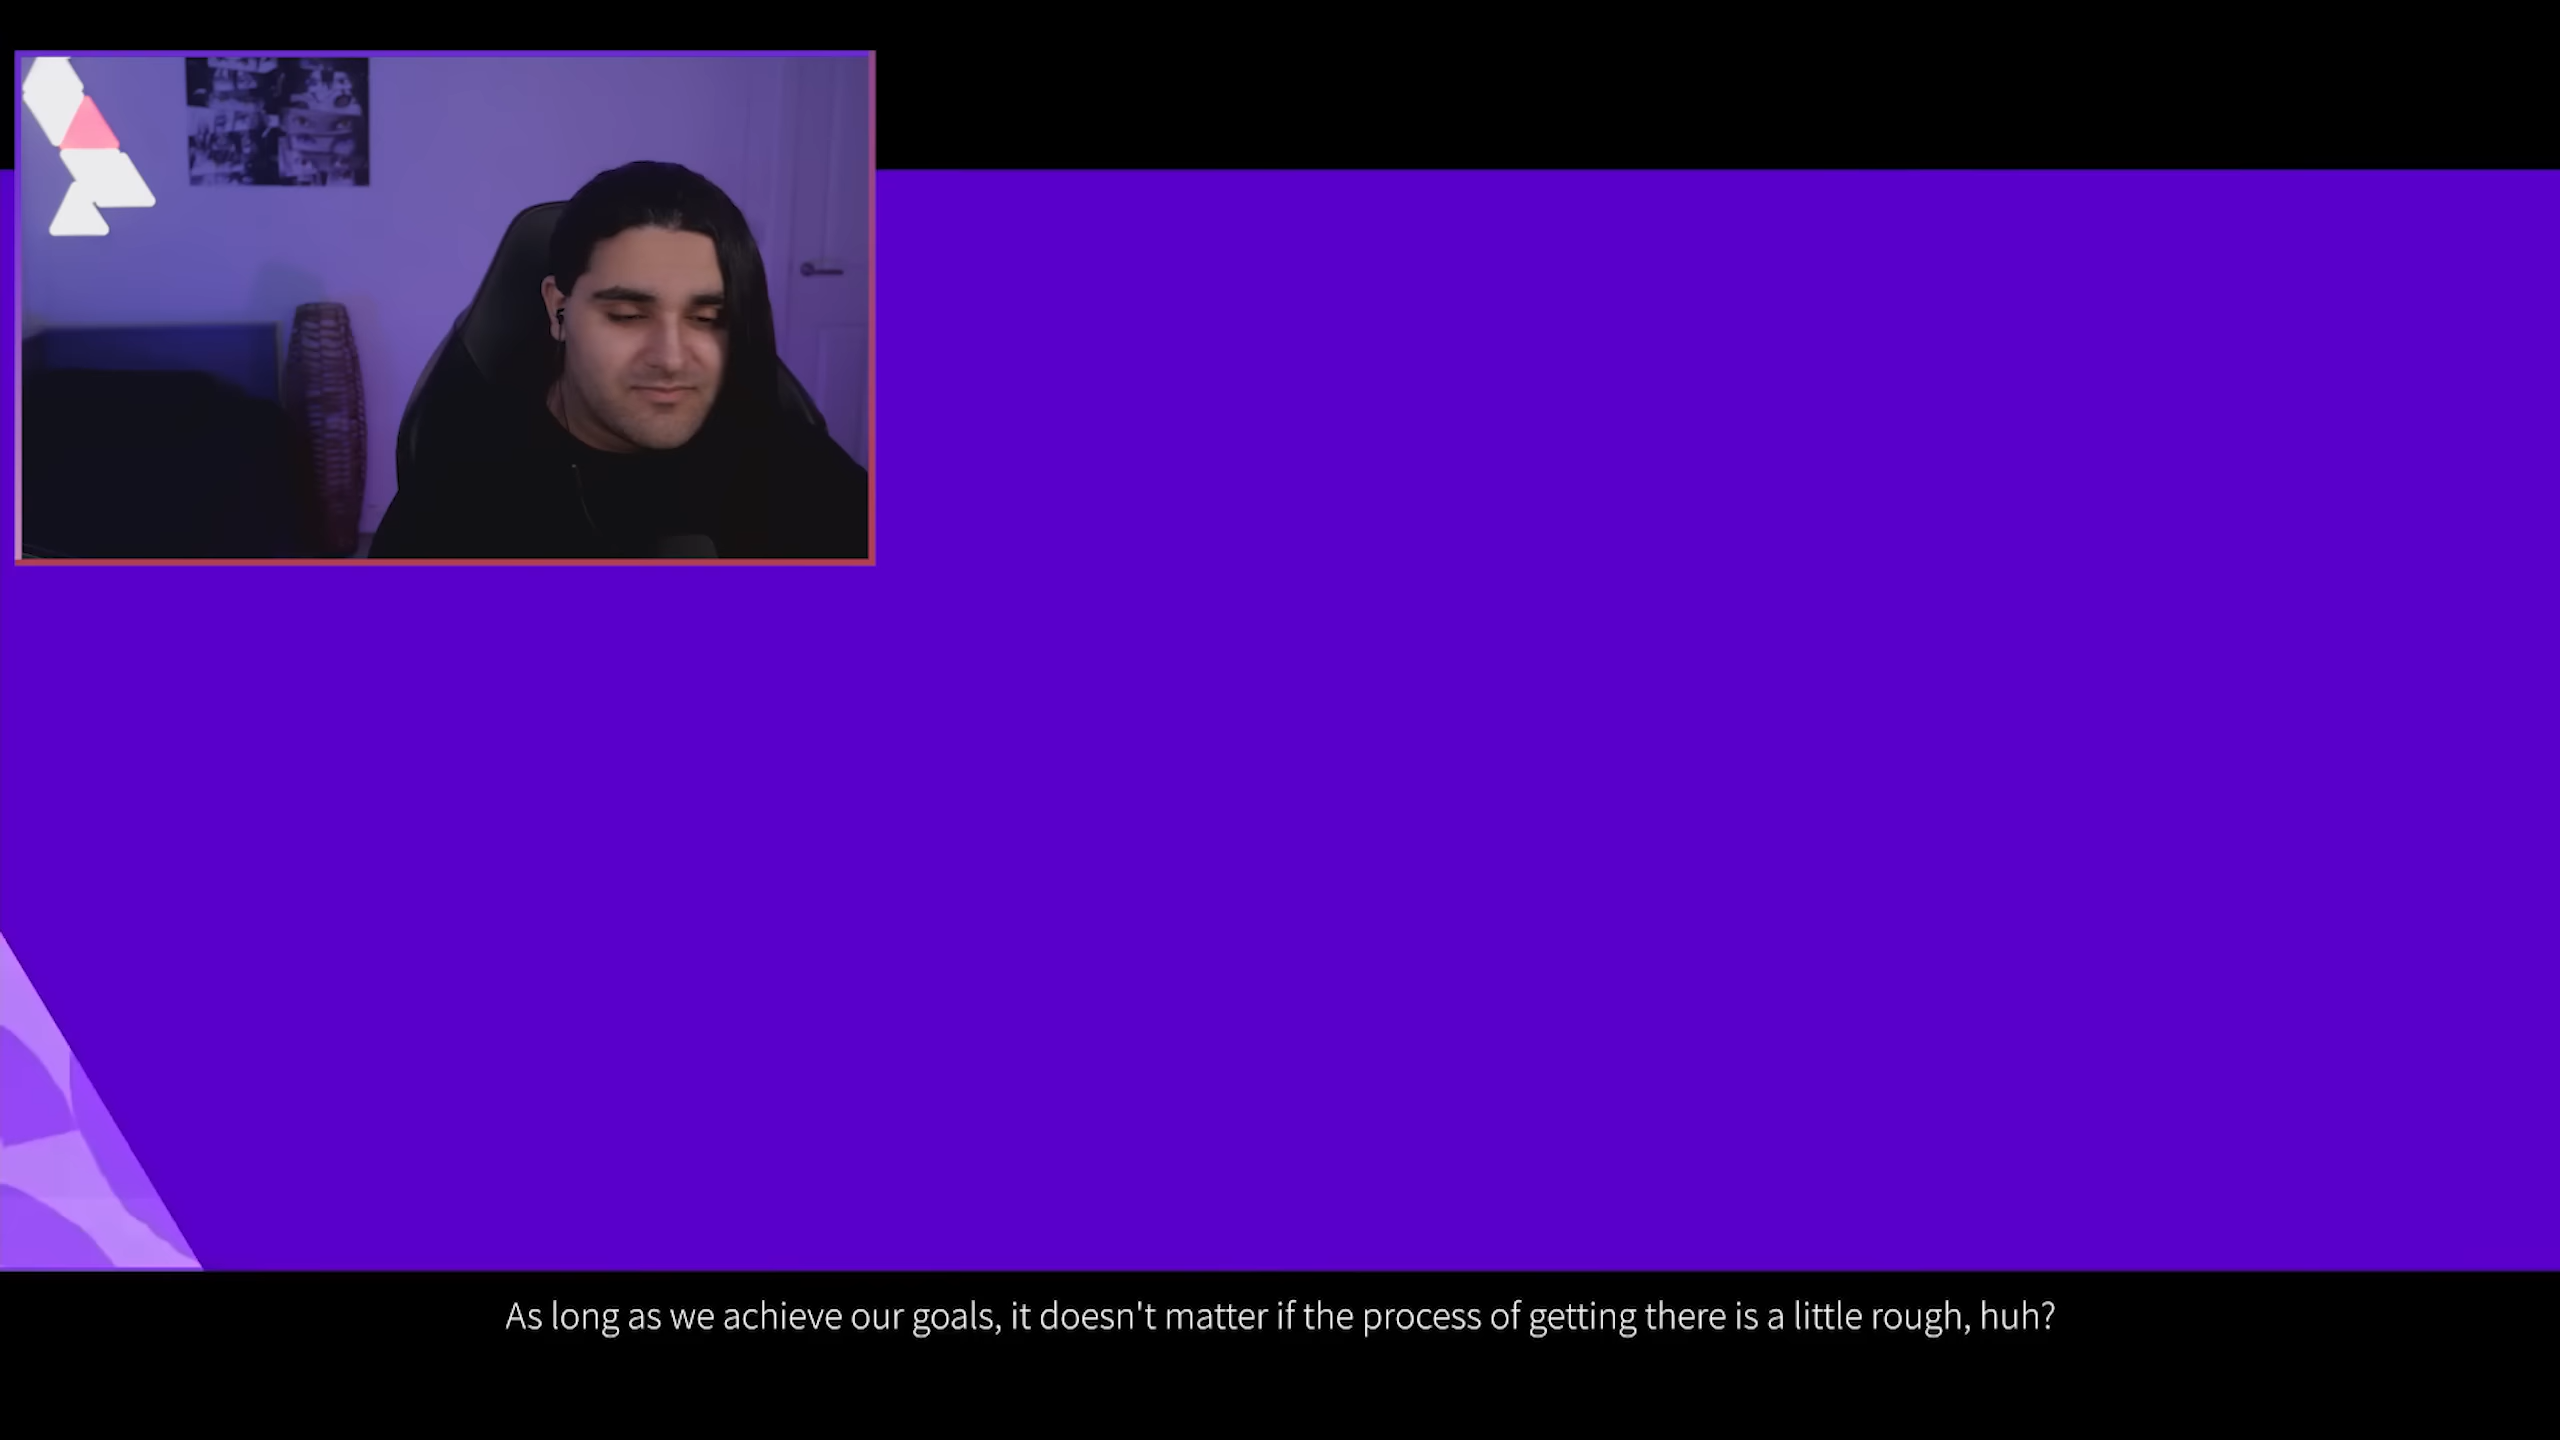 As long as we achieve our goals, it doesn't matter if the process of getting there is a little rough, huh?